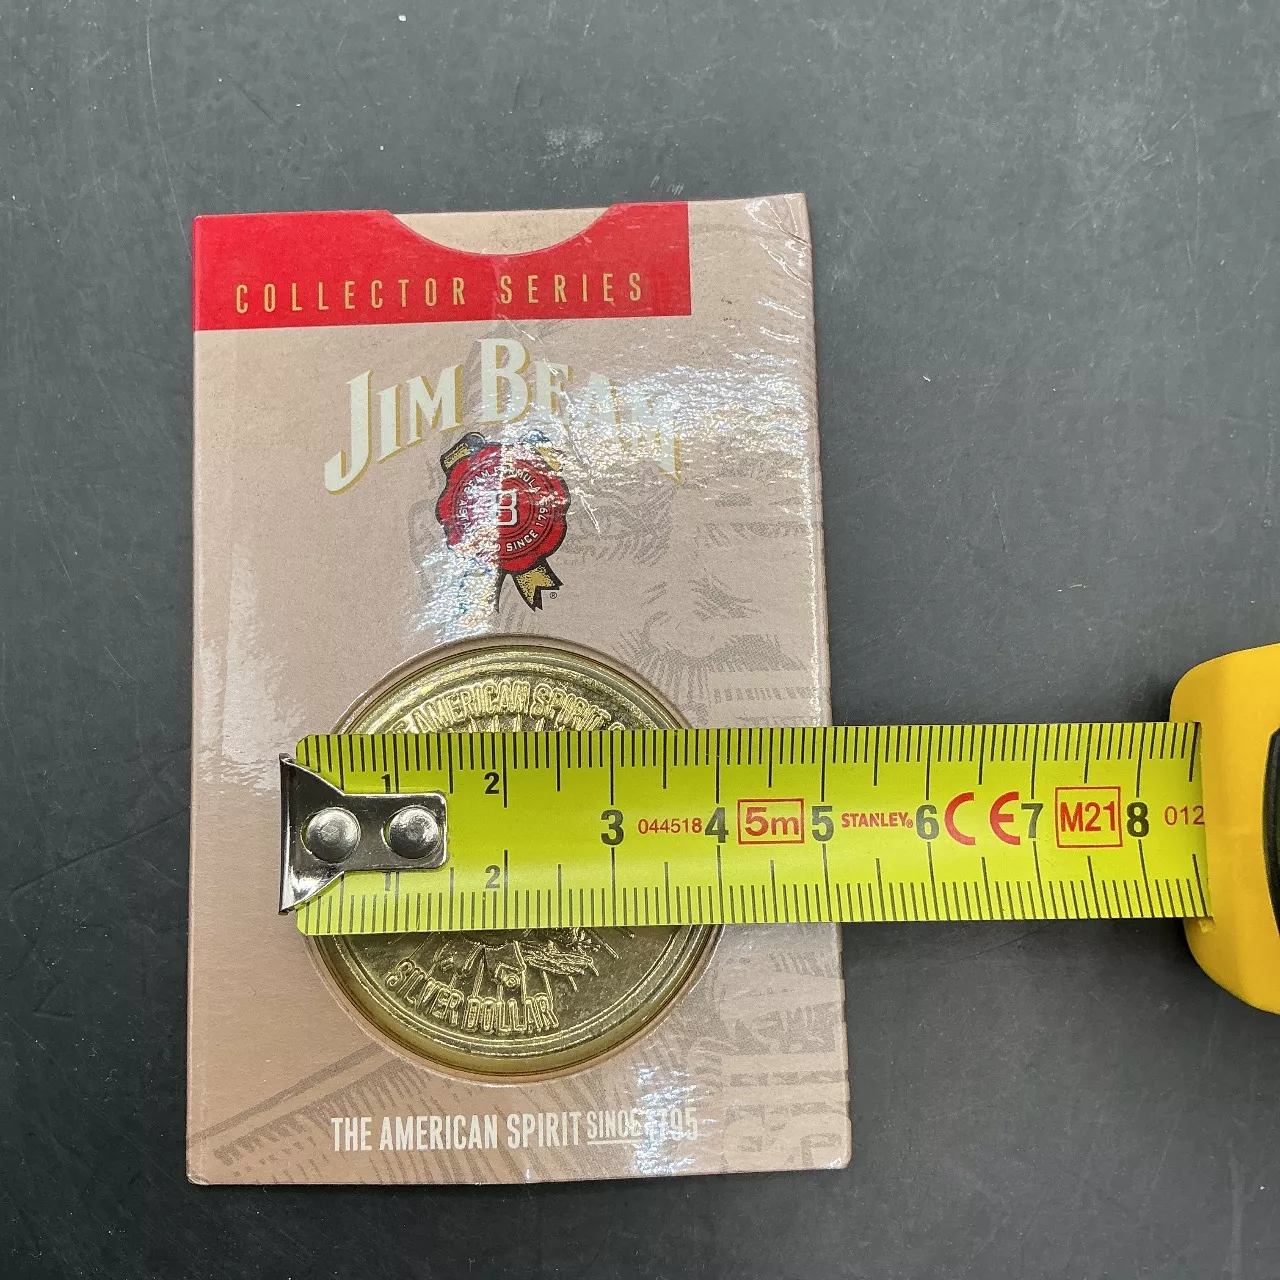 COLLECTOR SERIES
JIM BEAM
B
SINCE 1795
®
AMERICAN SPIRIT
1 2 3 044518 4 5m 5 STANLEY® 6 CE 7 M21 8 012
1 2
SILVER DOLLAR
THE AMERICAN SPIRIT SINCE 1795